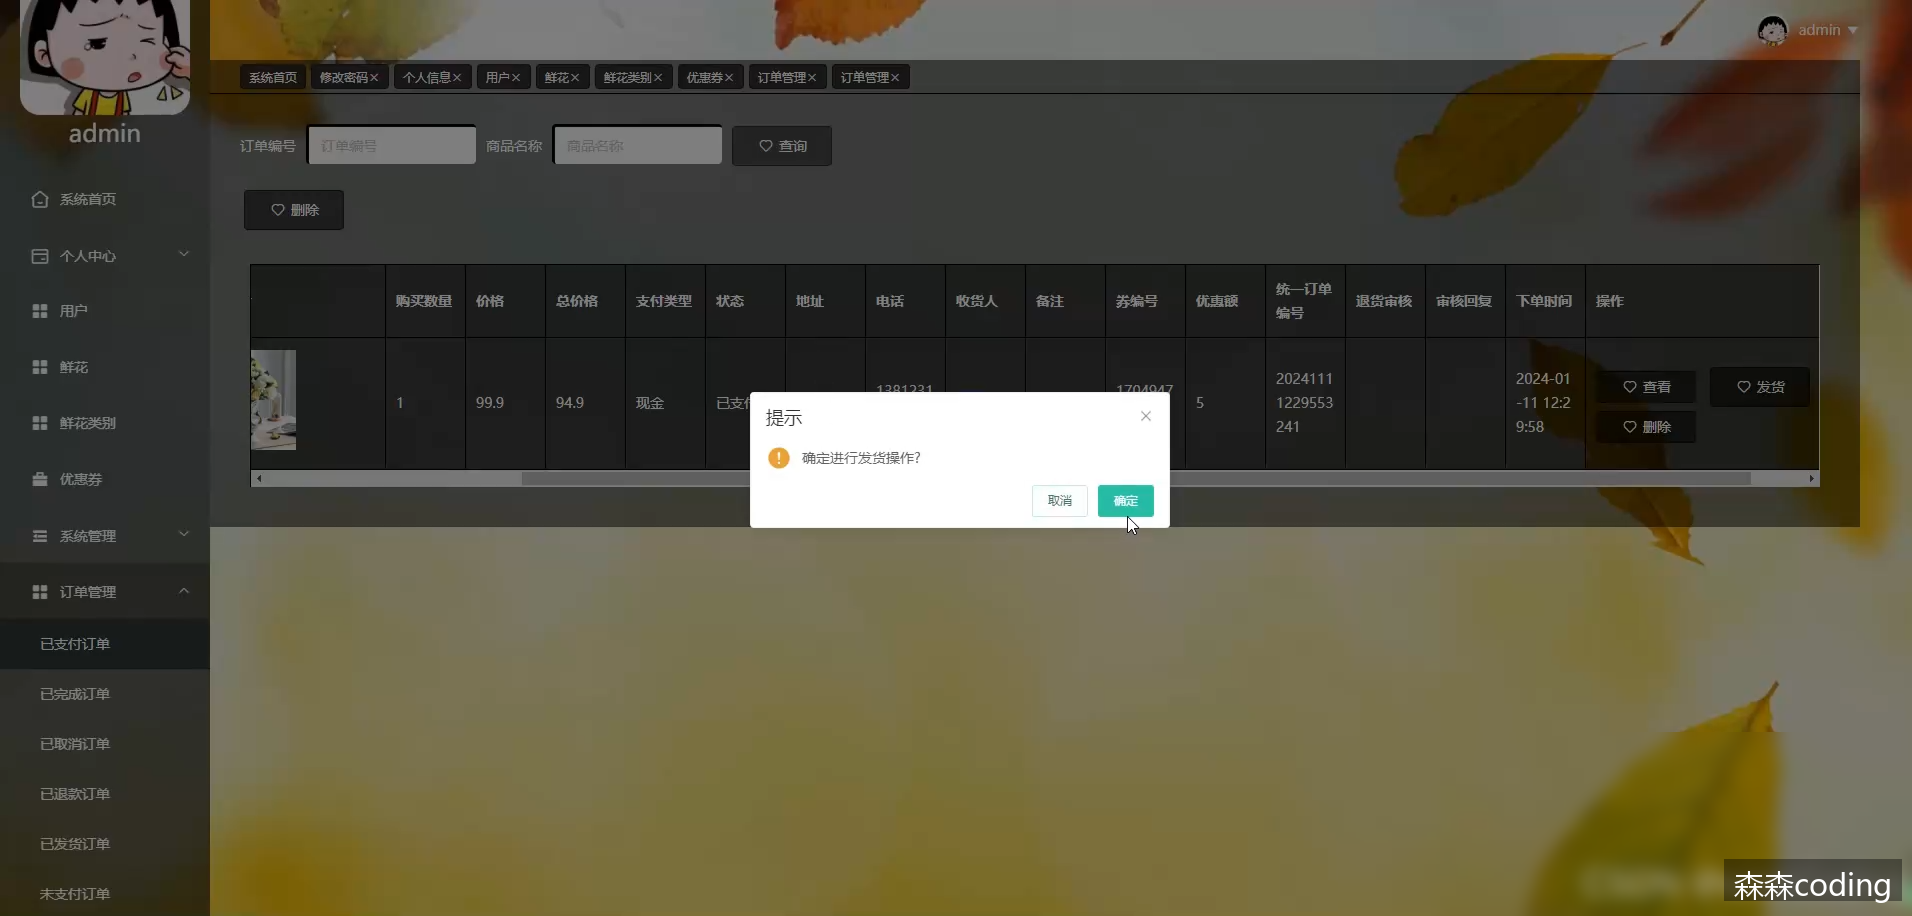 admin
系统首页 修改密码 个人信息 用户 鲜花 鲜花类别 优惠券 订单管理 订单管理
admin
订单编号 订单编号 商品名称 商品名称 查询
删除
系统首页
个人中心
用户
鲜花
鲜花类别
优惠券
系统管理
订单管理
已支付订单
已完成订单
已取消订单
已退款订单
已发货订单
未支付订单
购买数量 价格 总价格 支付类型 状态 地址 电话 收货人 备注 券编号 优惠额 统一订单 退货审核 审核回复 下单时间 操作
编号
1 99.9 94.9 现金 已支 1381231 1704947 5
2024111
1229553
241
2024-01
-11 12:2
9:58
查看 发货
删除
提示
确定进行发货操作?
取消 确定
森森coding